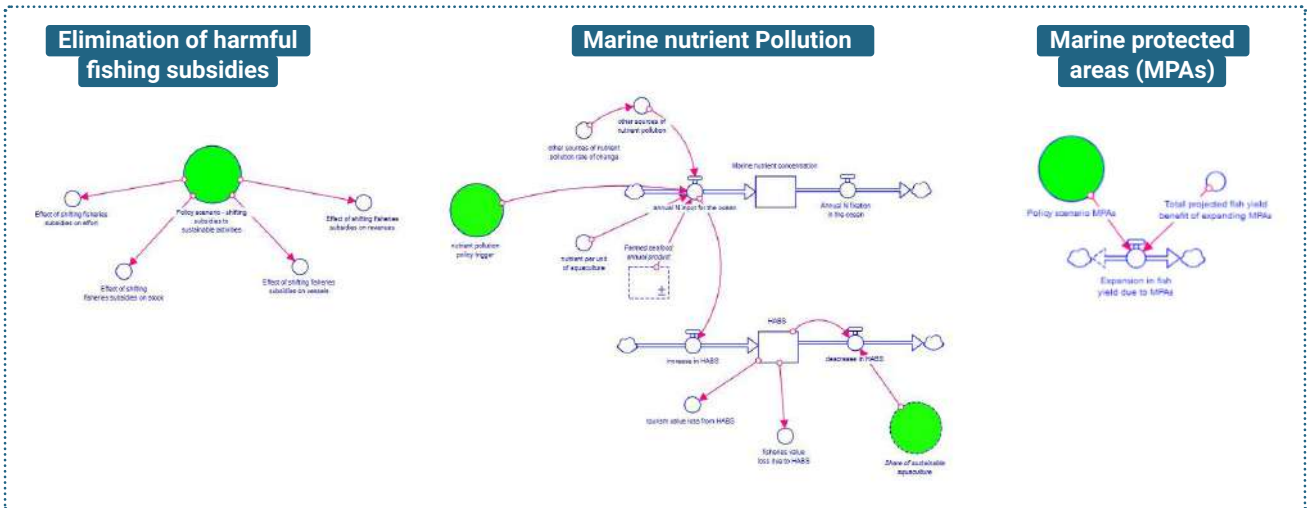 Elimination of harmful
fishing subsidies
Effect of shifting fisheries
subsidies on effort
Policy scenario - shifting
subsidies to
sustainable activities
Effect of shifting fisheries
subsidies on revenues
Effect of shifting
fisheries subsidies on stock
Effect of shifting fisheries
subsidies on vessels
Marine nutrient Pollution
other sources of
nutrient pollution
other sources of nutrient
pollution rate of change
Marine nutrient concentration
annual N input for the ocean
Annual N fixation
in the ocean
nutrient pollution
policy trigger
nutrient per unit
of aquaculture
Farmed seafood
annual product
HABS
increase in HABS
decreases in HABS
tourism value loss from HABS
fisheries value
loss due to HABS
Share of sustainable
aquaculture
Marine protected
areas (MPAs)
Policy scenario MPAs
Total projected fish yield
benefit of expanding MPAs
Expansion in fish
yield due to MPAs